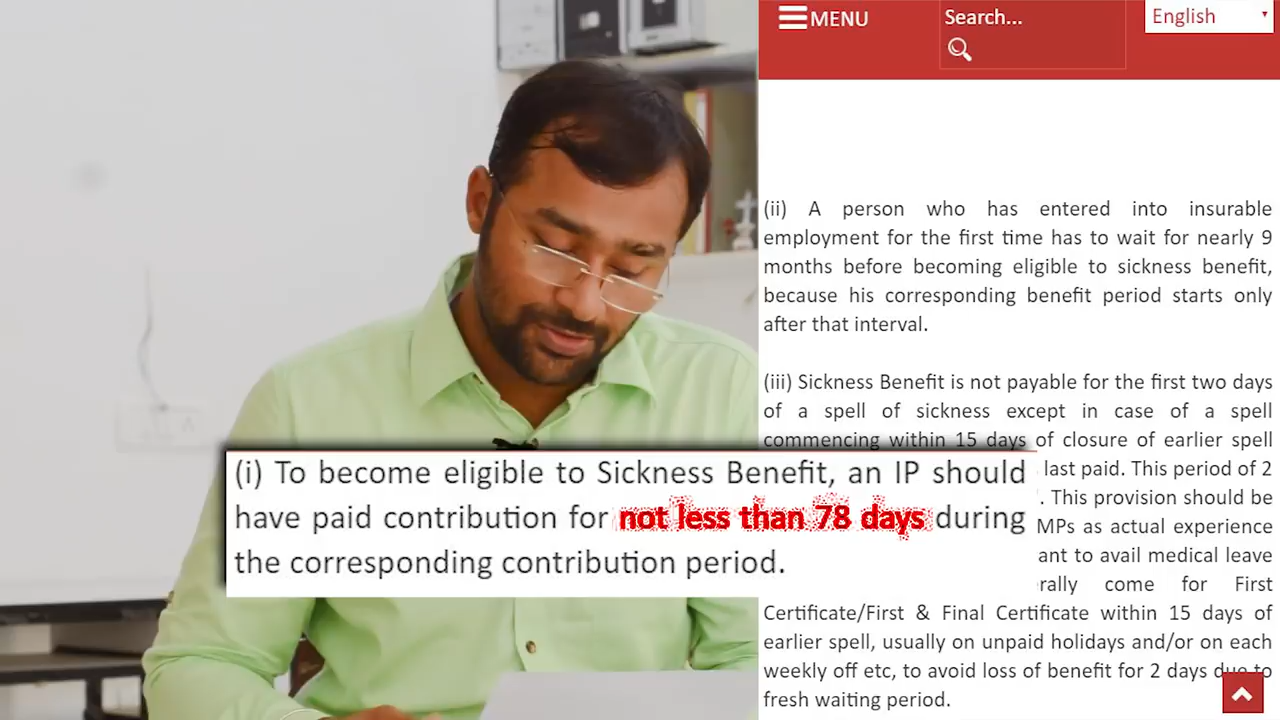 MENU
Search...
English
(ii) A person who has entered into insurable
employment for the first time has to wait for nearly 9
months before becoming eligible to sickness benefit,
because his corresponding benefit period starts only
after that interval.
(iii) Sickness Benefit is not payable for the first two days
of a spell of sickness except in case of a spell
commencing within 15 days of closure of earlier spell
last paid. This period of 2
. This provision should be
MPs as actual experience
ant to avail medical leave
rally come for First
Certificate/First & Final Certificate within 15 days of
earlier spell, usually on unpaid holidays and/or on each
weekly off etc, to avoid loss of benefit for 2 days due to
fresh waiting period.
(i) To become eligible to Sickness Benefit, an IP should
have paid contribution for not less than 78 days during
the corresponding contribution period.